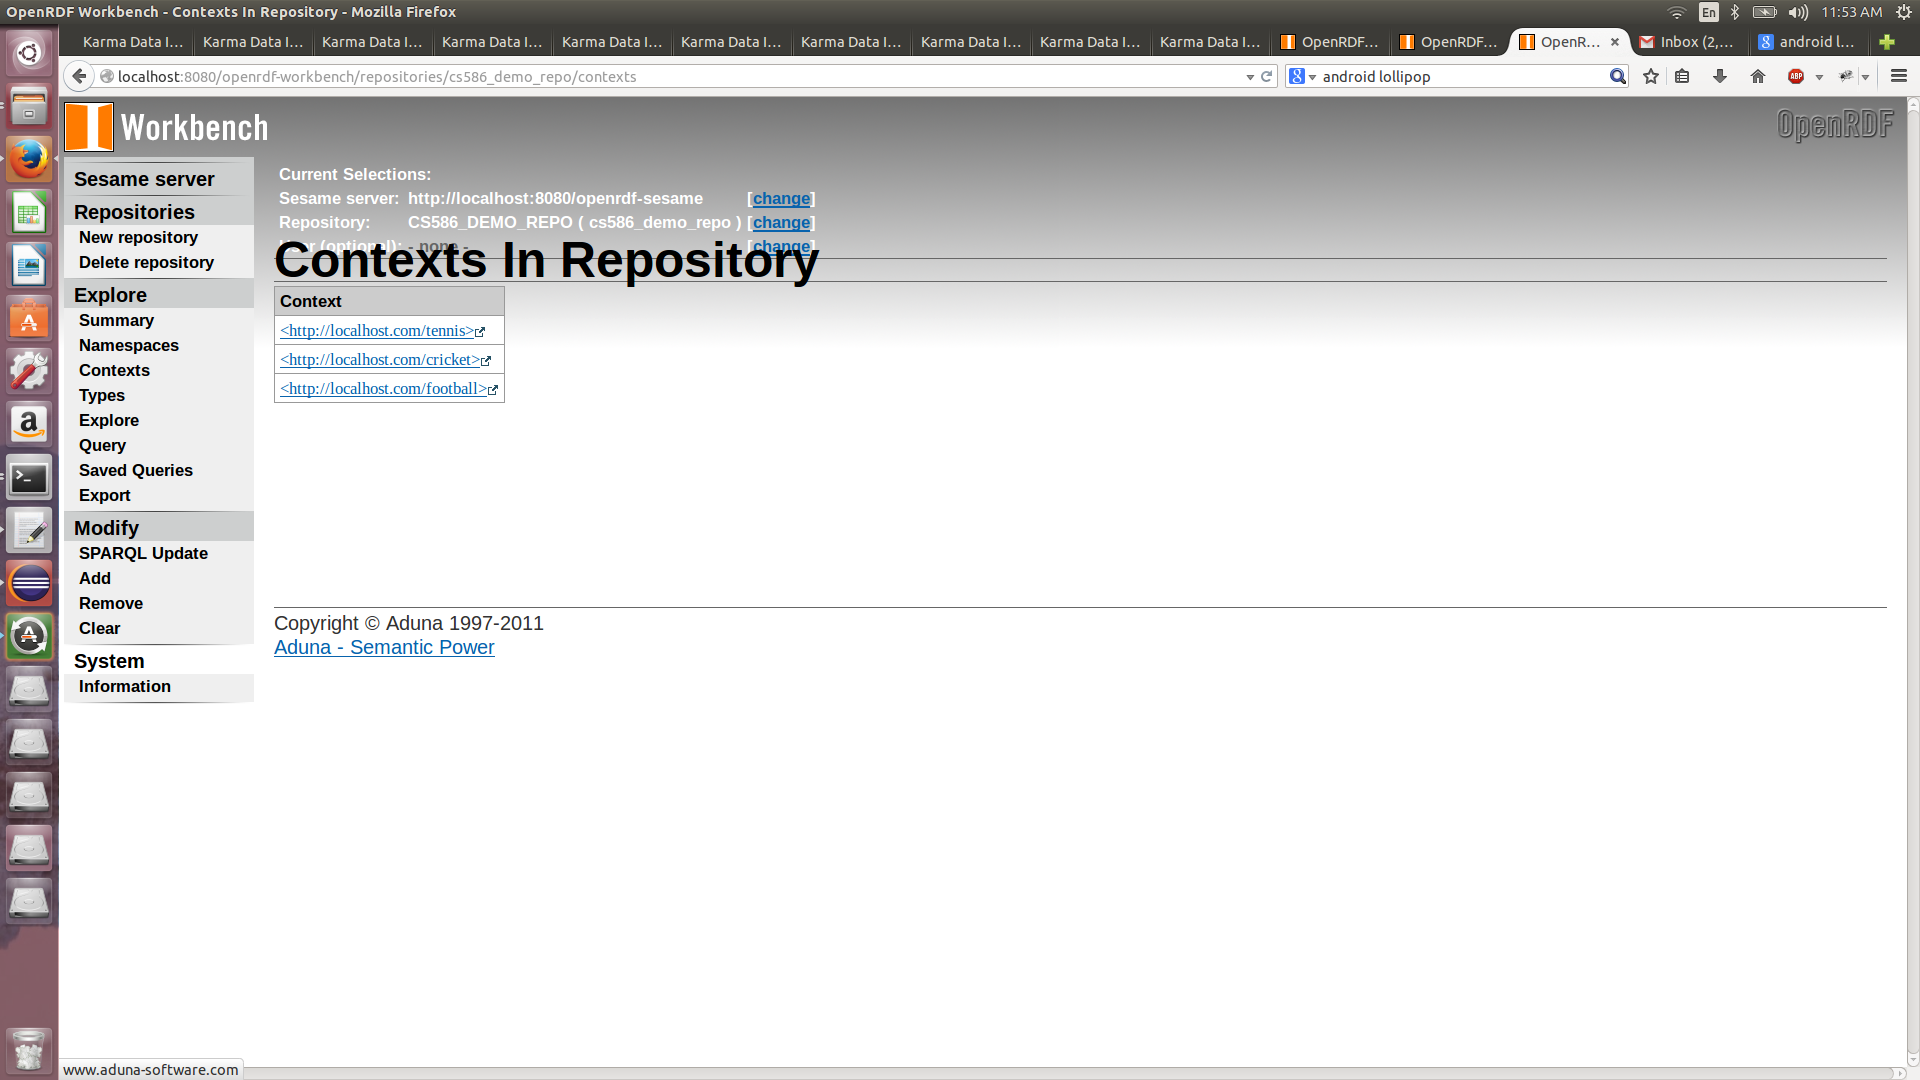 OpenRDF Workbench - Contexts In Repository - Mozilla Firefox
En
11:53 AM
Karma Data I...
Karma Data I...
Karma Data I...
Karma Data I...
Karma Data I...
Karma Data I...
Karma Data I...
Karma Data I...
Karma Data I...
Karma Data I...
OpenRDF...
OpenRDF...
OpenR...
Inbox (2,...
android l...
localhost:8080/openrdf-workbench/repositories/cs586_demo_repo/contexts
android lollipop
ABP
Workbench
OpenRDF
Sesame server
Repositories
New repository
Delete repository
Explore
Summary
Namespaces
Contexts
Types
Explore
Query
Saved Queries
Export
Modify
SPARQL Update
Add
Remove
Clear
System
Information
Current Selections:
Sesame server: http://localhost:8080/openrdf-sesame [change]
Repository: CS586_DEMO_REPO ( cs586_demo_repo ) [change]
User (optional): - none - [change]
Contexts In Repository
Context
<http://localhost.com/tennis>
<http://localhost.com/cricket>
<http://localhost.com/football>
Copyright © Aduna 1997-2011
Aduna - Semantic Power
www.aduna-software.com